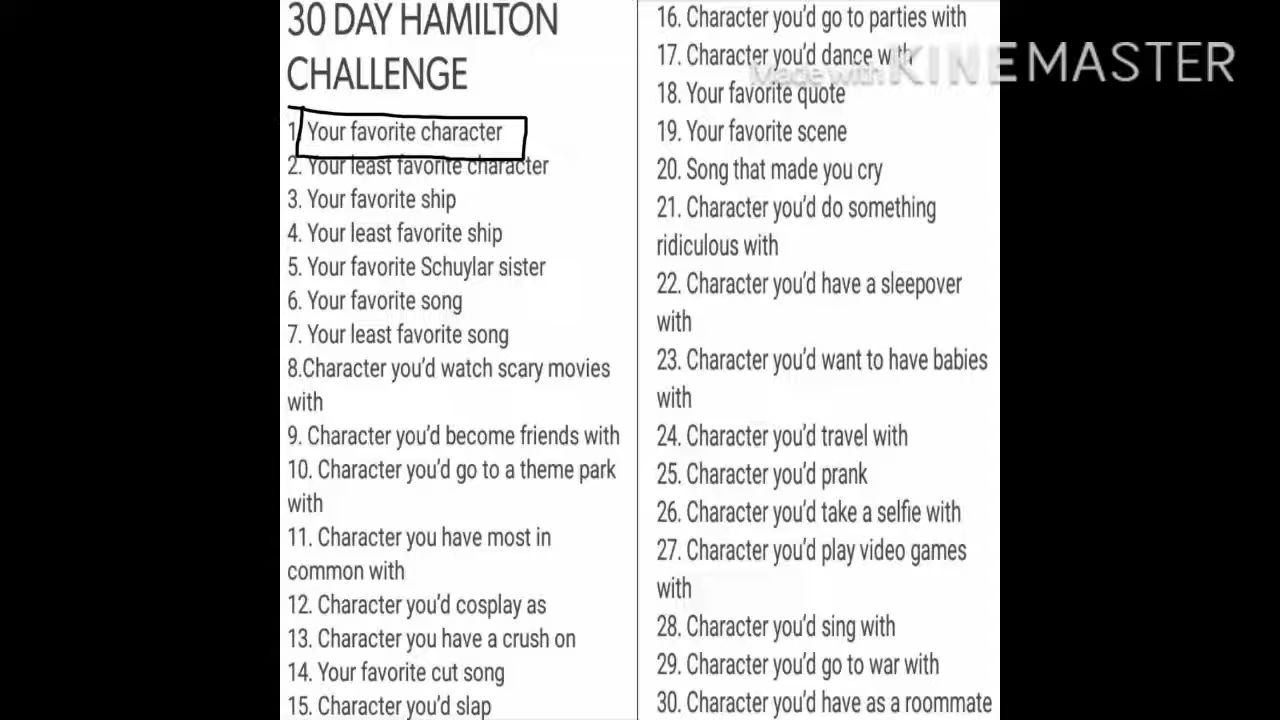 30 DAY HAMILTON
CHALLENGE
1. Your favorite character
2. Your least favorite character
3. Your favorite ship
4. Your least favorite ship
5. Your favorite Schuylar sister
6. Your favorite song
7. Your least favorite song
8.Character you'd watch scary movies
with
9. Character you'd become friends with
10. Character you'd go to a theme park
with
11. Character you have most in
common with
12. Character you'd cosplay as
13. Character you have a crush on
14. Your favorite cut song
15. Character you'd slap
16. Character you'd go to parties with
17. Character you'd dance with
Made with KINEMASTER
18. Your favorite quote
19. Your favorite scene
20. Song that made you cry
21. Character you'd do something
ridiculous with
22. Character you'd have a sleepover
with
23. Character you'd want to have babies
with
24. Character you'd travel with
25. Character you'd prank
26. Character you'd take a selfie with
27. Character you'd play video games
with
28. Character you'd sing with
29. Character you'd go to war with
30. Character you'd have as a roommate